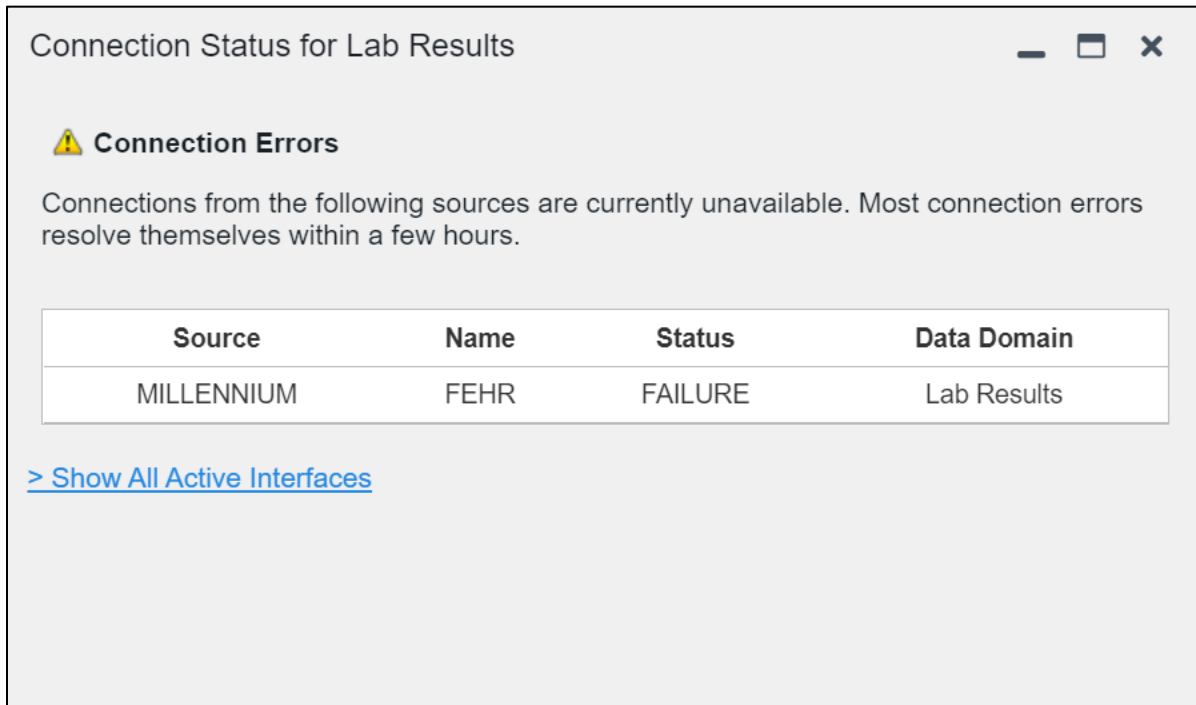 Connection Status for Lab Results
Connection Errors
Connections from the following sources are currently unavailable. Most connection errors
resolve themselves within a few hours.
Source Name Status Data Domain
MILLENNIUM FEHR FAILURE Lab Results
> Show All Active Interfaces